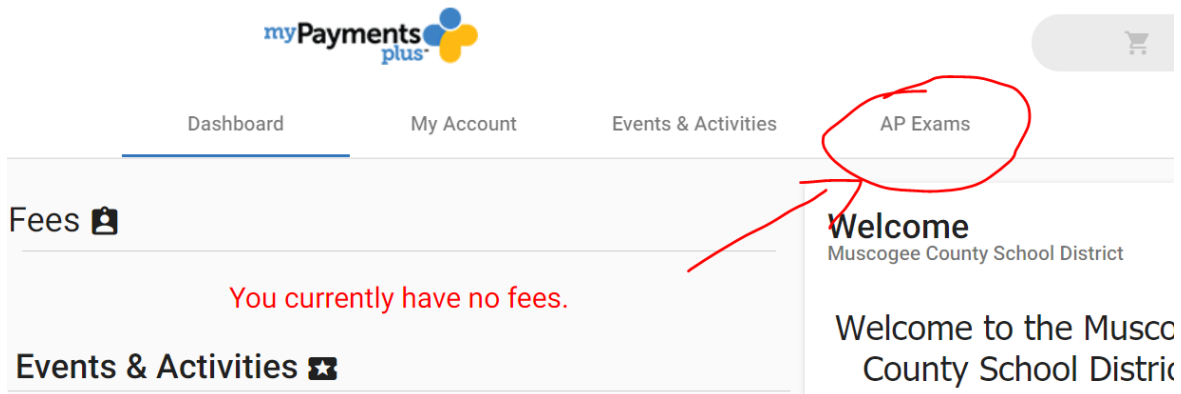 myPayments
plus
Dashboard My Account Events & Activities AP Exams
Fees
You currently have no fees.
Events & Activities
Welcome
Muscogee County School District
Welcome to the Musco
County School Distric